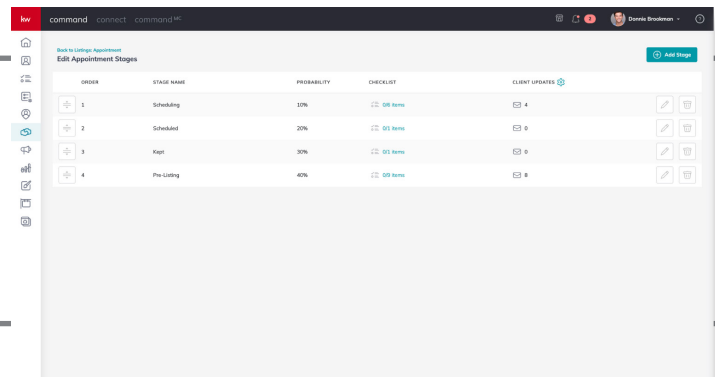 kw command connect command MC 2 Donnie Brookman ?
Back to Listings: Appointment
Edit Appointment Stages
Add Stage
ORDER STAGE NAME PROBABILITY CHECKLIST CLIENT UPDATES
1 Scheduling 10% 0/6 items 4
2 Scheduled 20% 0/1 items 0
3 Kept 30% 0/1 items 0
4 Pre-Listing 40% 0/9 items 8